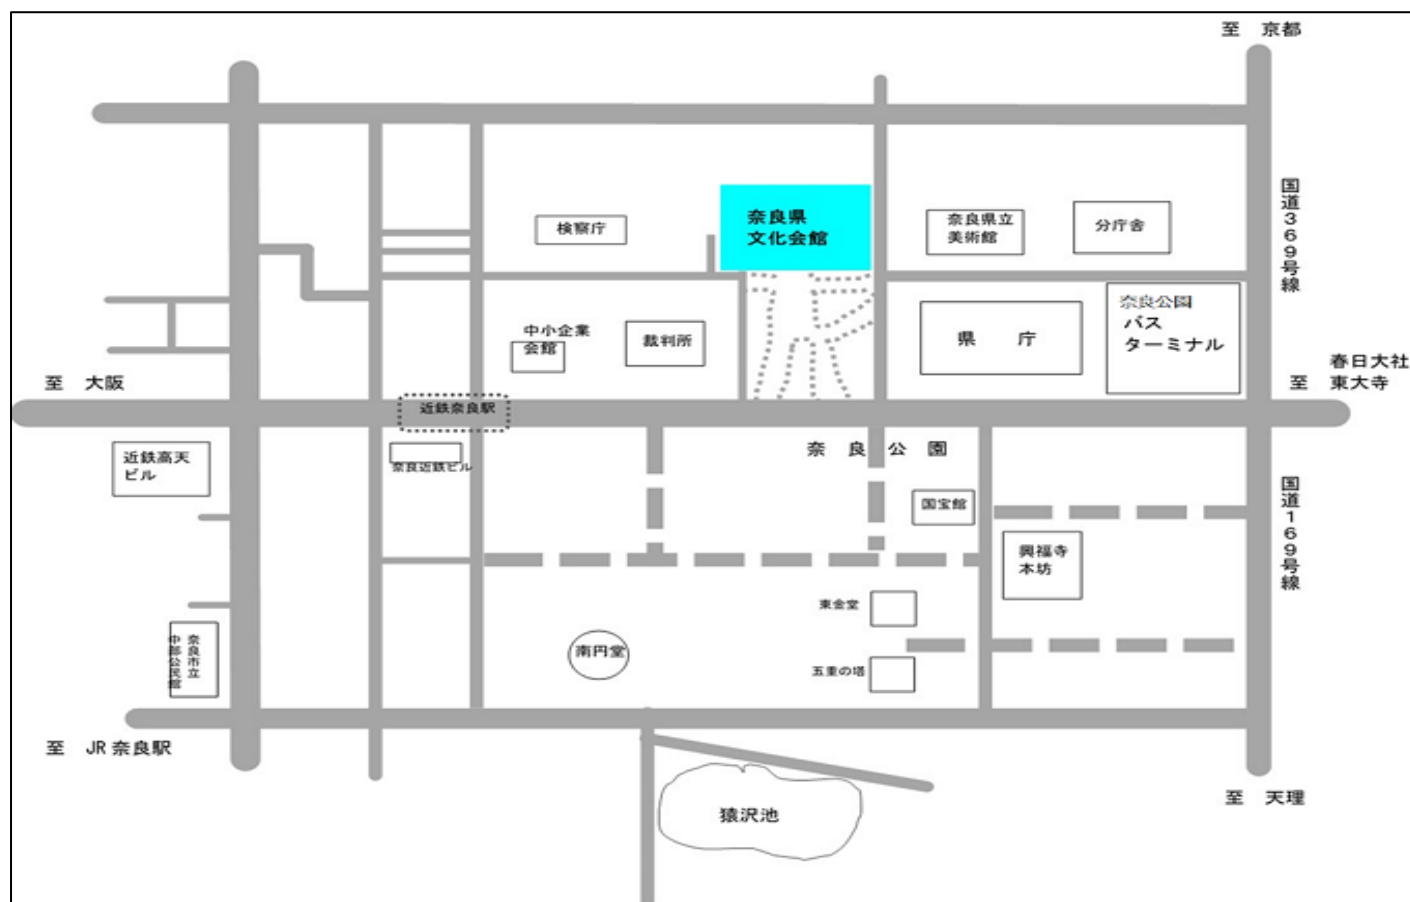 至 京都
国道369号線
奈良県
文化会館
検察庁
奈良県立
美術館
分庁舎
奈良公園
バス
ターミナル
中小企業
会館
裁判所
県 庁
春日大社
至 東大寺
至 大阪
近鉄奈良駅
近鉄高天
ビル
奈良近鉄ビル
奈良公園
国宝館
国道169号線
興福寺
本坊
東金堂
南円堂
五重の塔
奈良市立
中部公民館
至 JR奈良駅
至 天理
猿沢池